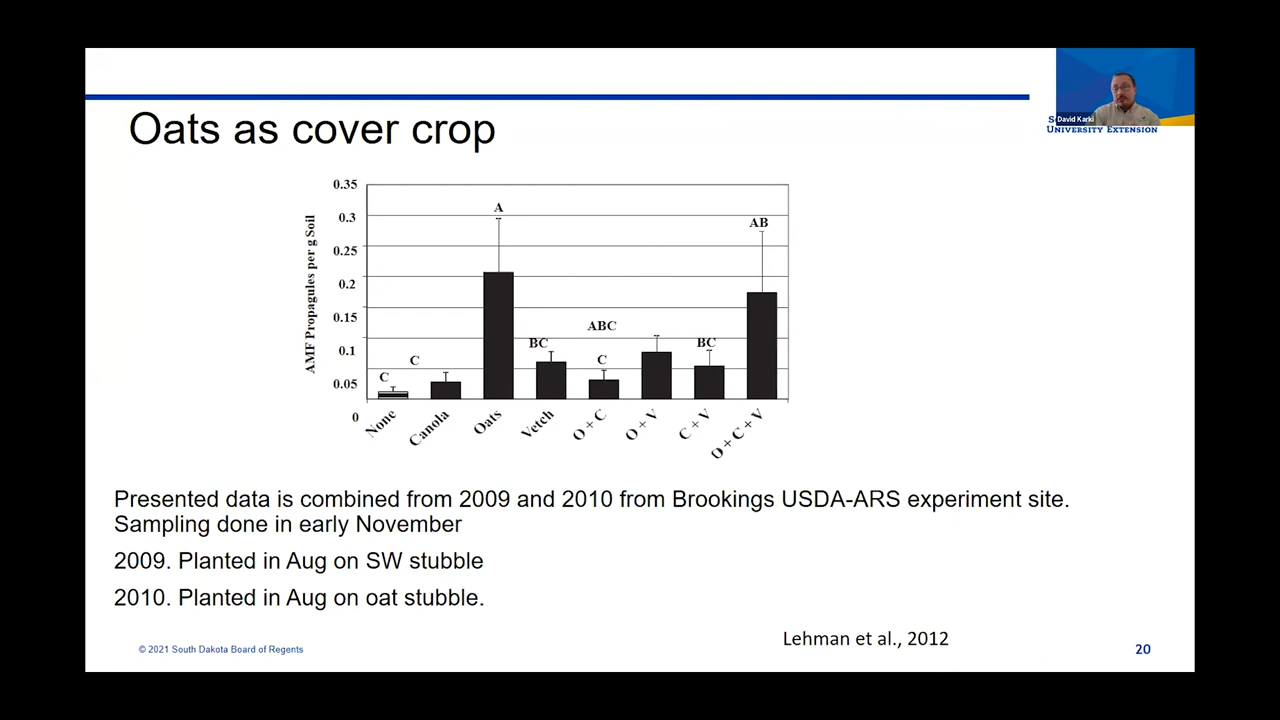 David Karki
UNIVERSITY EXTENSION
Oats as cover crop
AMF Propagules per g Soil
0.35
0.3
0.25
0.2
0.15
0.1
0.05
0
C
C
A
BC
ABC
C
BC
AB
None
Canola
Oats
Vetch
O + C
O + V
C + V
O + C + V
Presented data is combined from 2009 and 2010 from Brookings USDA-ARS experiment site.
Sampling done in early November
2009. Planted in Aug on SW stubble
2010. Planted in Aug on oat stubble.
Lehman et al., 2012
© 2021 South Dakota Board of Regents
20